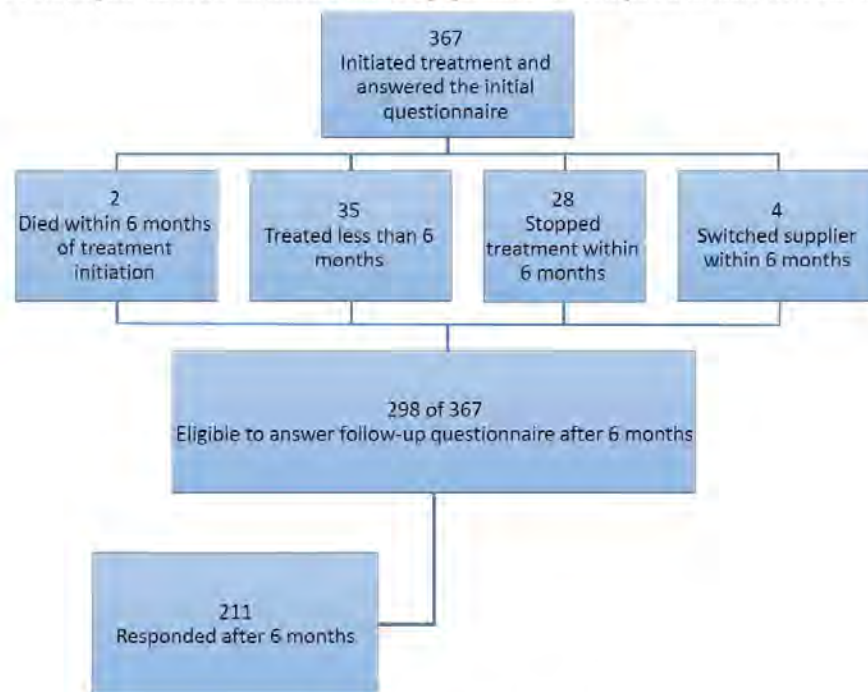 367
Initiated treatment and
answered the initial
questionnaire
2
Died within 6 months
of treatment
initiation
35
Treated less than 6
months
28
Stopped
treatment within
6 months
4
Switched supplier
within 6 months
298 of 367
Eligible to answer follow-up questionnaire after 6 months
211
Responded after 6 months